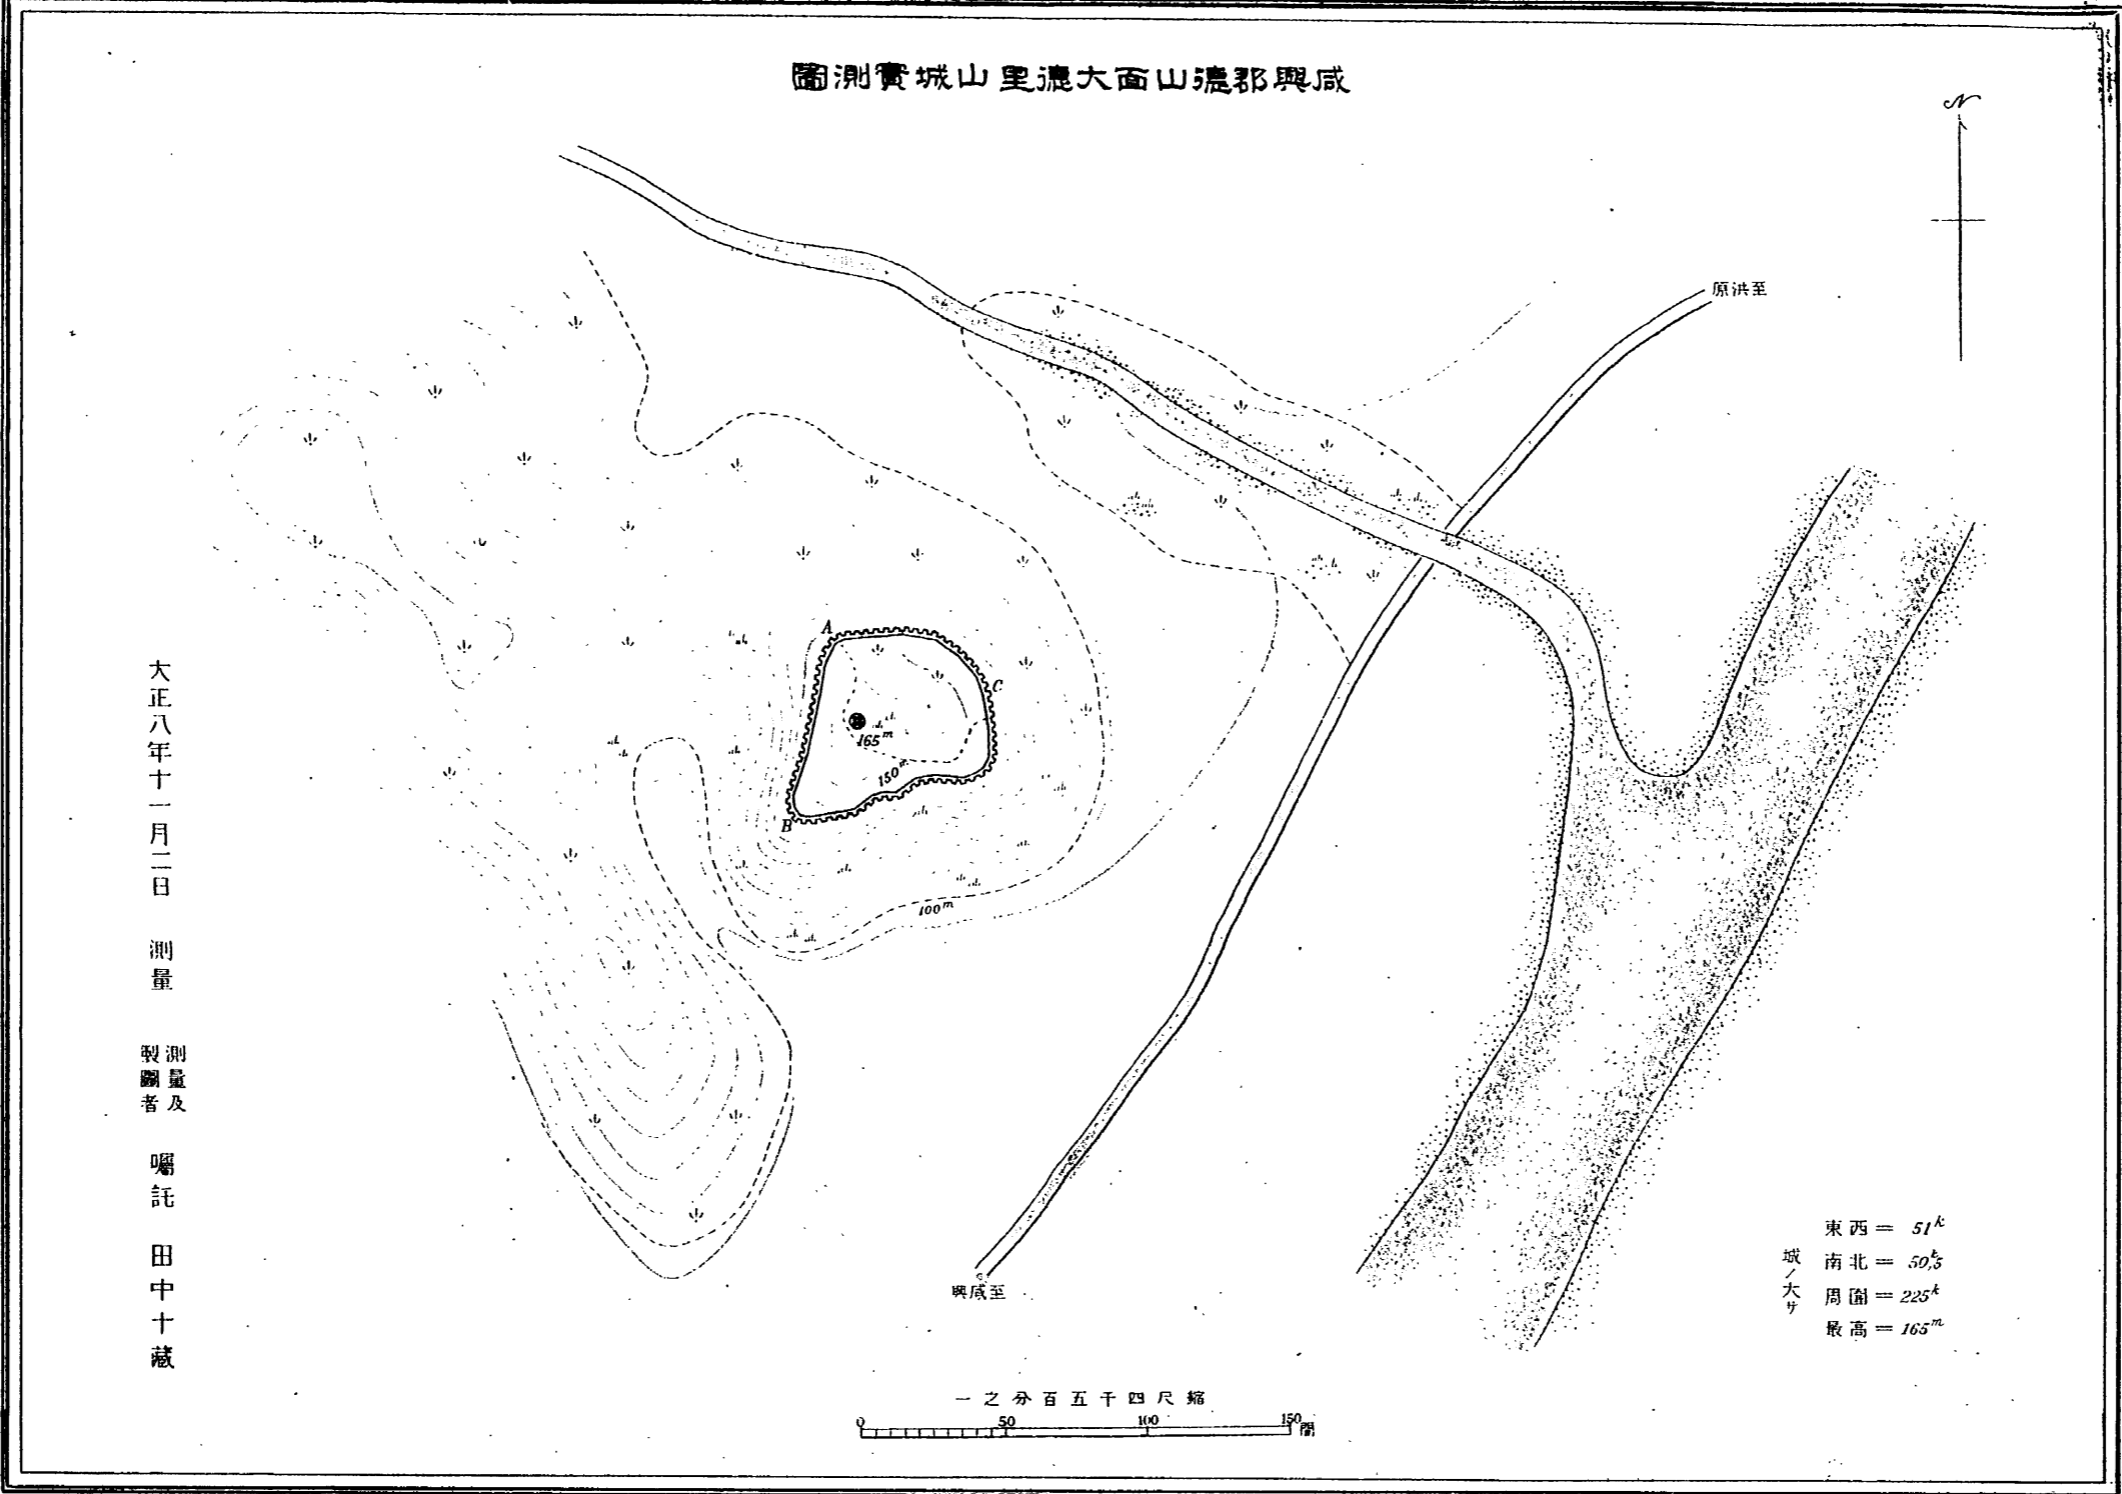 圖測實城山里德大面山德郡興咸
N
原洪至
A
C
165m
150m
B
100m
興咸至
大正八年十一月二日 測量 測量及製圖者 囑託 田中十藏
城ノ大サ
東西＝ 51k
南北＝ 50,5k
周圍＝225k
最高＝165m
一之分百五千四尺縮
0 50 100 150間